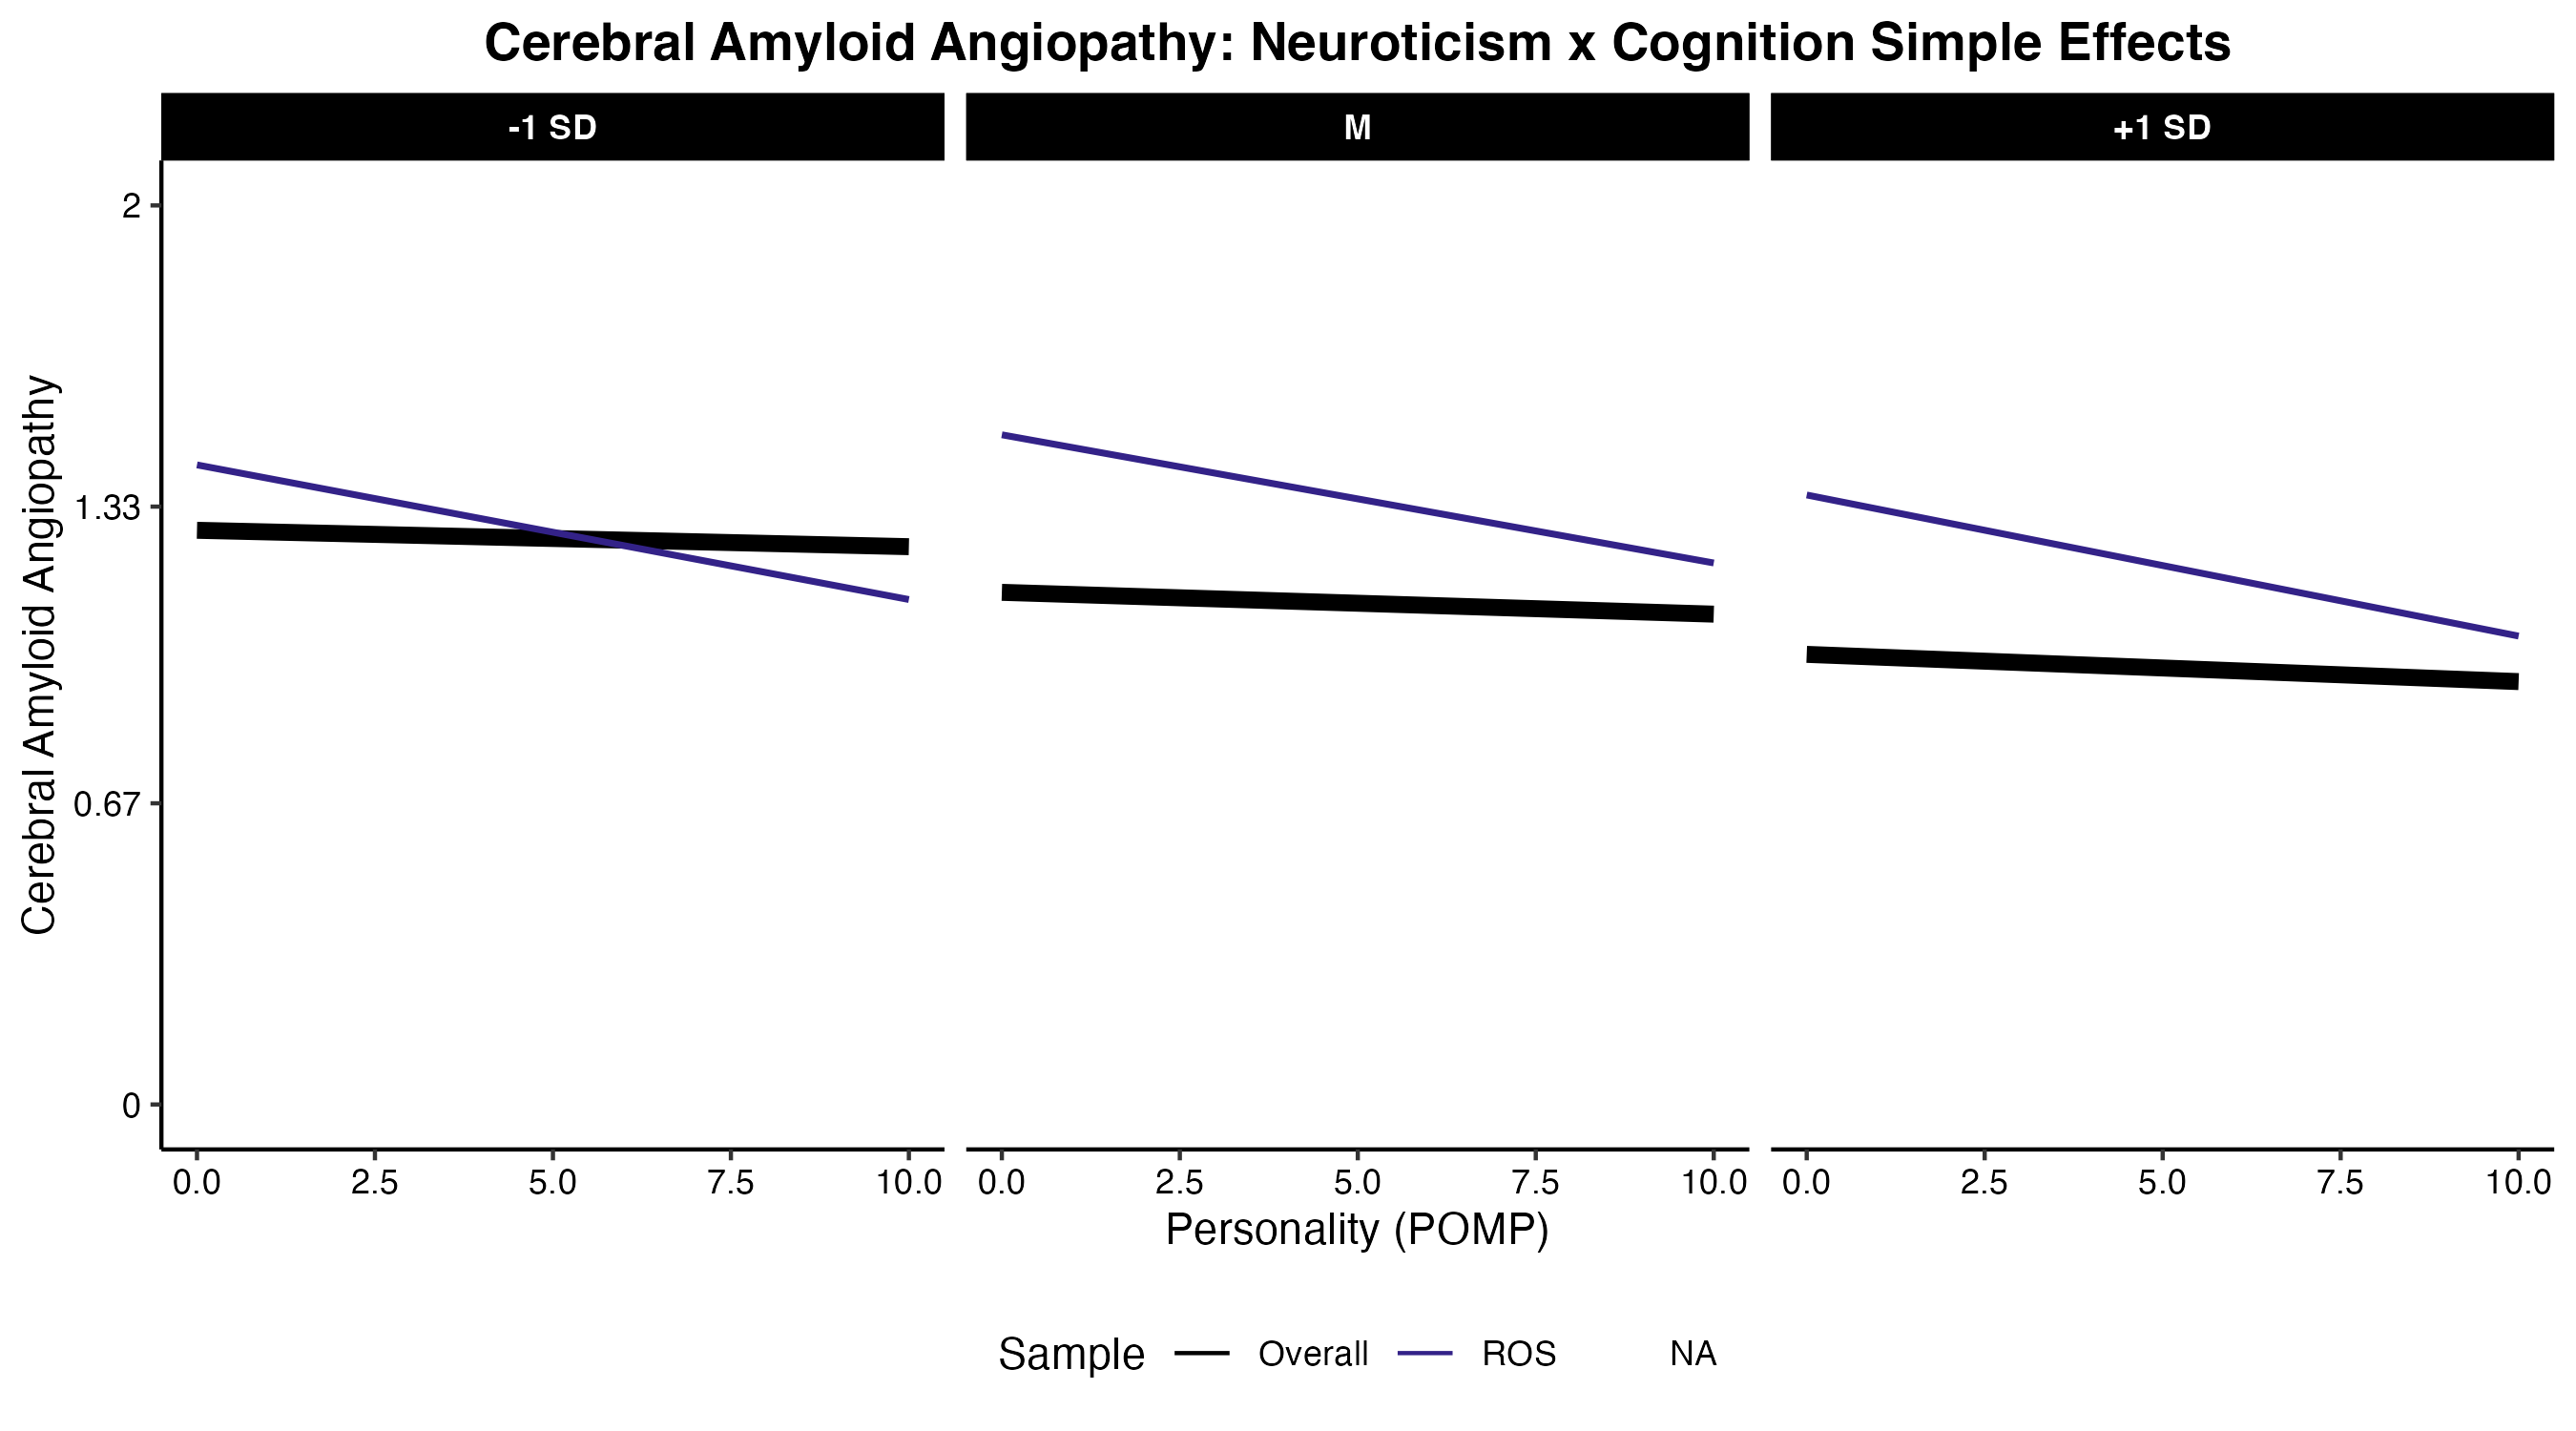 Cerebral Amyloid Angiopathy: Neuroticism x Cognition Simple Effects
-1 SD M +1 SD
Cerebral Amyloid Angiopathy
2
1.33
0.67
0
0.0 2.5 5.0 7.5 10.0 0.0 2.5 5.0 7.5 10.0 0.0 2.5 5.0 7.5 10.0
Personality (POMP)
Sample Overall ROS NA